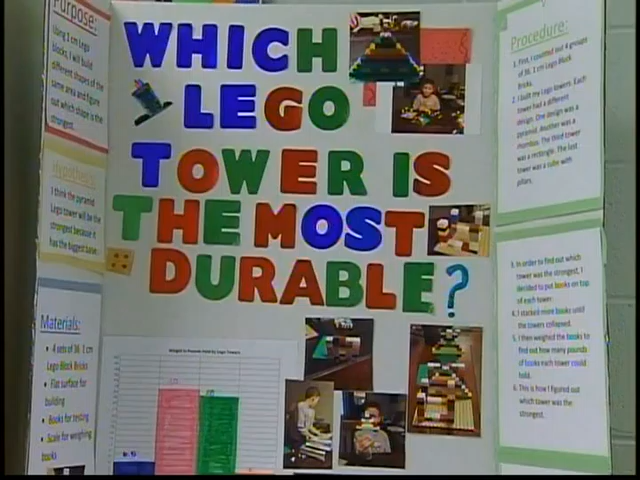 Purpose:
Using 1 cm Lego
blocks, I will build
different shapes of the
same area and figure
out which shape is the
strongest.
Hypothesis
I think the pyramid
Lego tower will be the
strongest because it
has the biggest base.
Materials:
• 4 sets of 36 1 cm
Lego Block Bricks
• Flat surface for
building
• Books for testing
• Scale for weighing
books
WHICH
LEGO
TOWER IS
THE MOST
DURABLE?
Procedure:
1. First, I counted out 4 groups
of 36, 1 cm Lego Block
Bricks.
2. I built my Lego towers. Each
tower had a different
design. One design was a
pyramid. Another was a
rhombus. The third tower
was a rectangle. The last
tower was a cube with
pillars.
3. In order to find out which
tower was the strongest, I
decided to put books on top
of each tower.
4. I stacked more books until
the towers collapsed.
5. I then weighed the books to
find out how many pounds
of books each tower could
hold.
6. This is how I figured out
which tower was the
strongest.